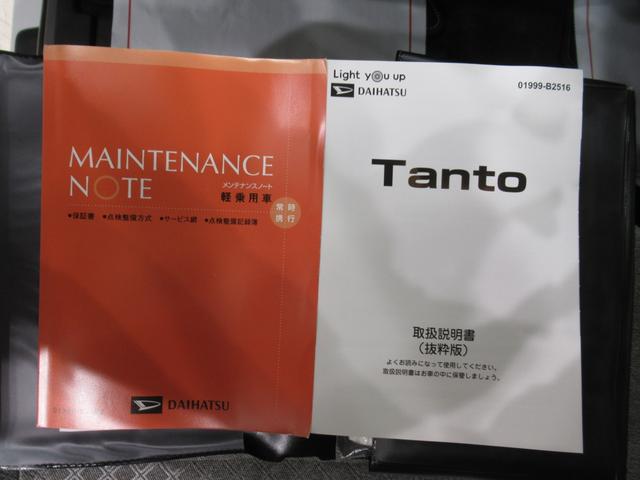 MAINTENANCE
NOTE
メンテナンスノート
軽乗用車
常時
携行
●保証書 ●点検整備方式 ●サービス網 ●点検整備記録簿
DAIHATSU
Light you up
DAIHATSU
01999-B2516
Tanto
取扱説明書
(抜粋版)
よくお読みになって使用してください。
取扱説明書はお車の中に保管しましょう。